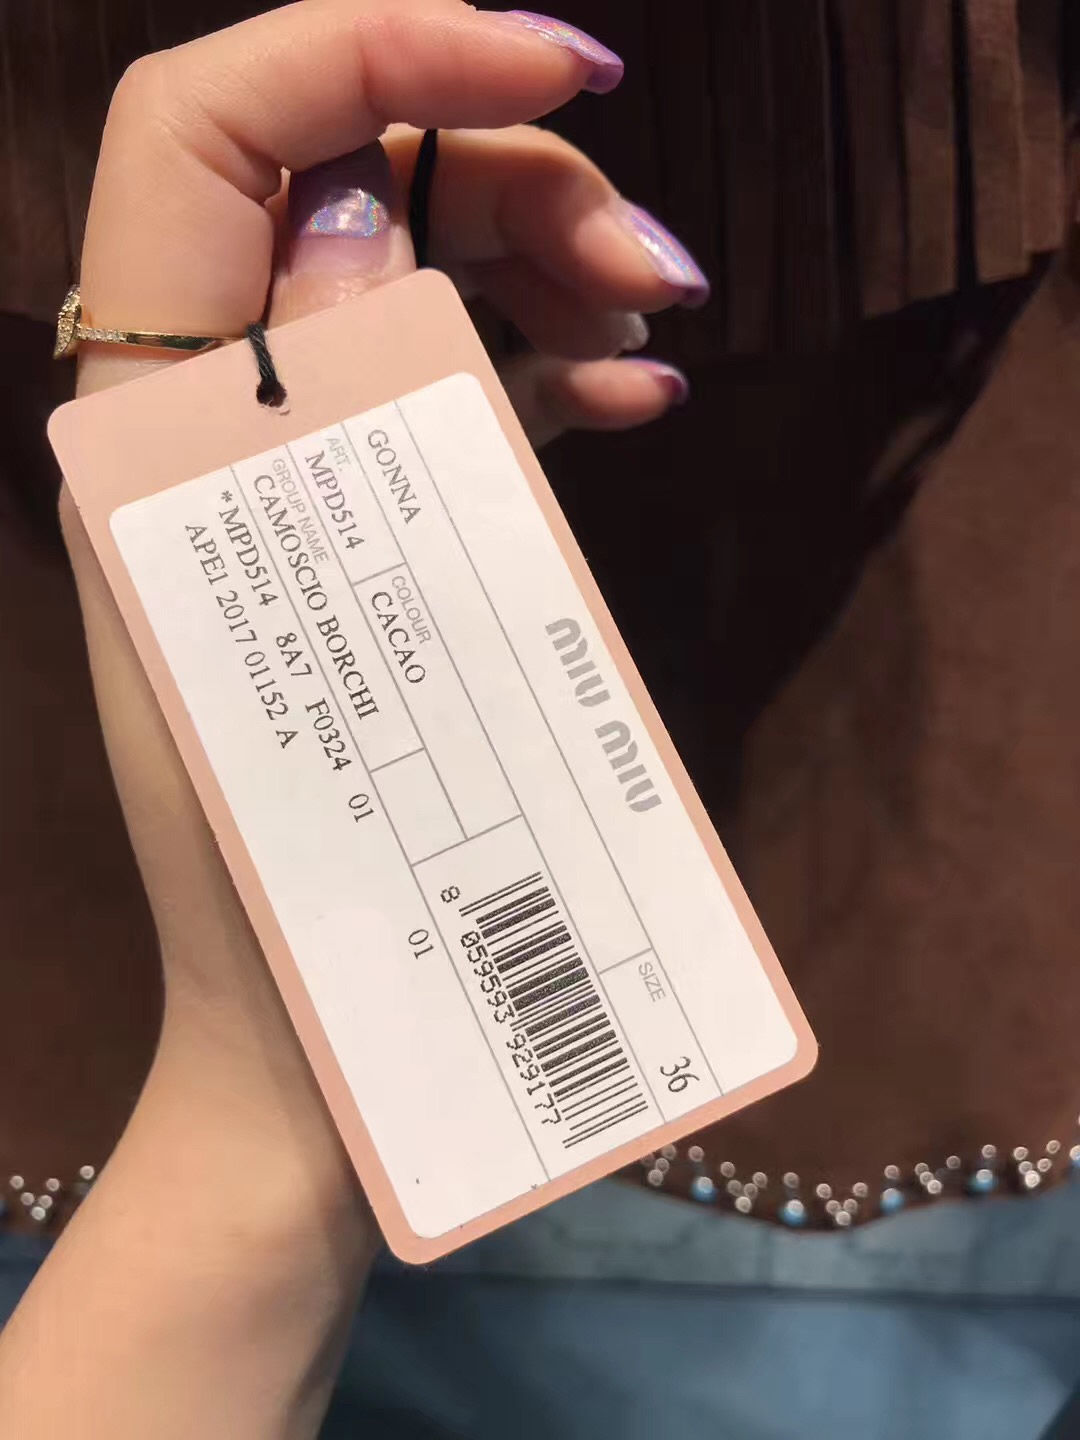 miu miu
SIZE
36
GONNA
ART.
MPD514
COLOUR
CACAO
GROUP NAME
CAMOSCIO BORCHI
*MPD514 8A7 F0324 01 01
APE1 2017 01152 A
8 059593 929177